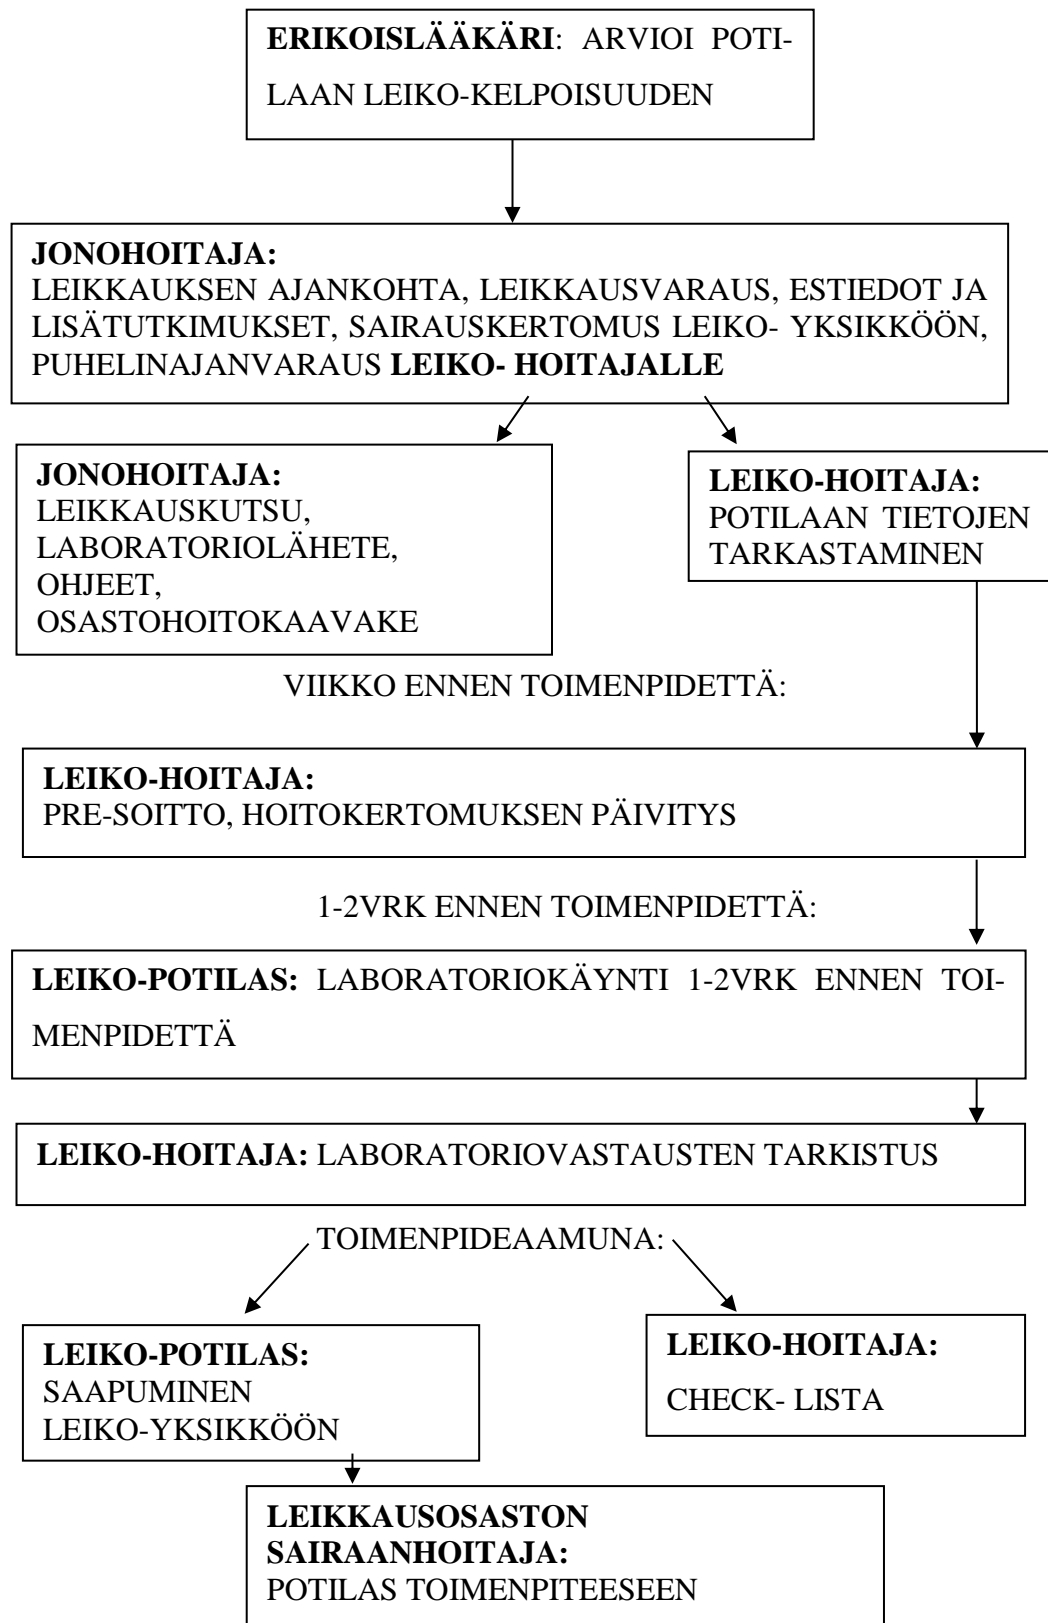 ERIKOISLÄÄKÄRI: ARVIOI POTI-
LAAN LEIKO-KELPOISUUDEN
JONOHOITAJA:
LEIKKAUKSEN AJANKOHTA, LEIKKAUSVARAUS, ESTIEDOT JA
LISÄTUTKIMUKSET, SAIRAUSKERTOMUS LEIKO- YKSIKKÖÖN,
PUHELINAJANVARAUS LEIKO- HOITAJALLE
JONOHOITAJA:
LEIKKAUSKUTSU,
LABORATORIOLÄHETE,
OHJEET,
OSASTOHOITOKAAVAKE
LEIKO-HOITAJA:
POTILAAN TIETOJEN
TARKASTAMINEN
VIIKKO ENNEN TOIMENPIDETTÄ:
LEIKO-HOITAJA:
PRE-SOITTO, HOITOKERTOMUKSEN PÄIVITYS
1-2VRK ENNEN TOIMENPIDETTÄ:
LEIKO-POTILAS: LABORATORIOKÄYNTI 1-2VRK ENNEN TOI-
MENPIDETTÄ
LEIKO-HOITAJA: LABORATORIOVASTAUSTEN TARKISTUS
TOIMENPIDEAAMUNA:
LEIKO-POTILAS:
SAAPUMINEN
LEIKO-YKSIKKÖÖN
LEIKO-HOITAJA:
CHECK- LISTA
LEIKKAUSOSASTON
SAIRAANHOITAJA:
POTILAS TOIMENPITEESEEN